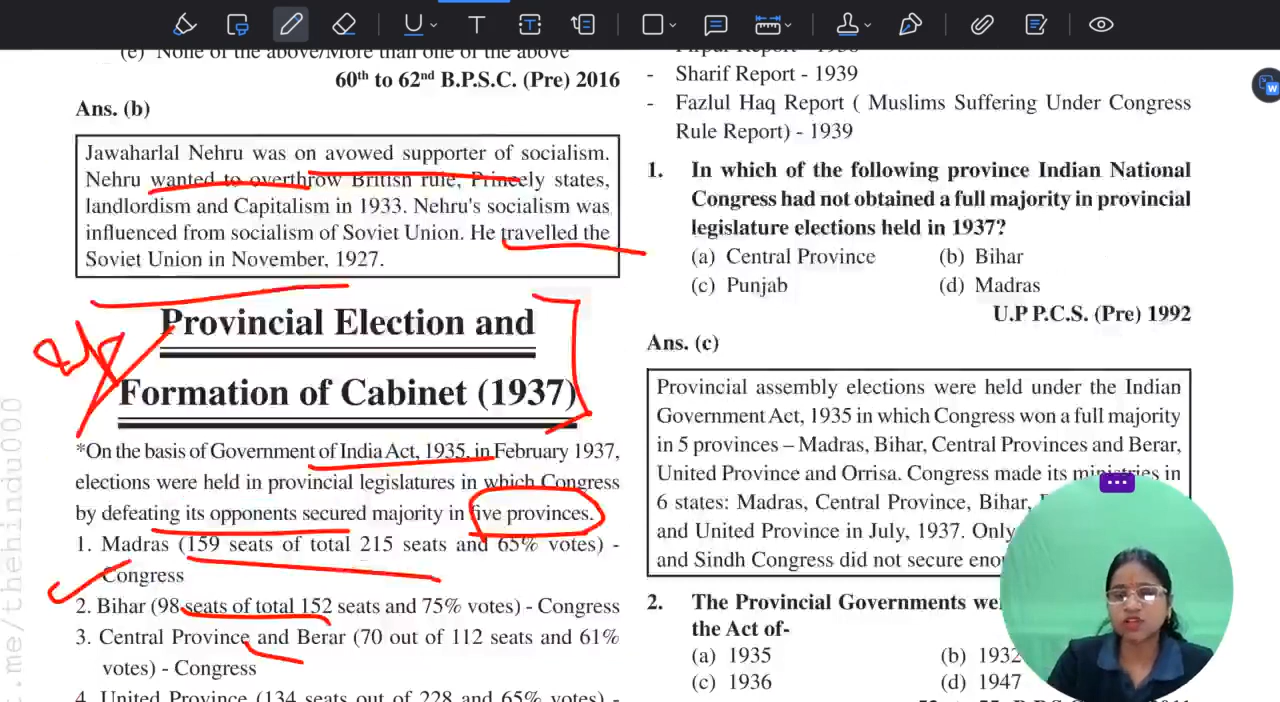 (e) None of the above/More than one of the above
60th to 62nd B.P.S.C. (Pre) 2016
Ans. (b)
Jawaharlal Nehru was on avowed supporter of socialism.
Nehru wanted to overthrow British rule, Princely states,
landlordism and Capitalism in 1933. Nehru's socialism was
influenced from socialism of Soviet Union. He travelled the
Soviet Union in November, 1927.
Provincial Election and
Formation of Cabinet (1937)
*On the basis of Government of India Act, 1935, in February 1937,
elections were held in provincial legislatures in which Congress
by defeating its opponents secured majority in five provinces.
1. Madras (159 seats of total 215 seats and 65% votes) -
Congress
2. Bihar (98 seats of total 152 seats and 75% votes) - Congress
3. Central Province and Berar (70 out of 112 seats and 61%
votes) - Congress
4. United Province (134 seats out of 228 and 65% votes) -
Report - 1938
- Sharif Report - 1939
- Fazlul Haq Report ( Muslims Suffering Under Congress
Rule Report) - 1939
1. In which of the following province Indian National
Congress had not obtained a full majority in provincial
legislature elections held in 1937?
(a) Central Province (b) Bihar
(c) Punjab (d) Madras
U.P P.C.S. (Pre) 1992
Ans. (c)
Provincial assembly elections were held under the Indian
Government Act, 1935 in which Congress won a full majority
in 5 provinces – Madras, Bihar, Central Provinces and Berar,
United Province and Orrisa. Congress made its ministries in
6 states: Madras, Central Province, Bihar,
and United Province in July, 1937. Only
and Sindh Congress did not secure
2. The Provincial Governments
the Act of-
(a) 1935 (b) 1932
(c) 1936 (d) 1947
.me/thehindu000